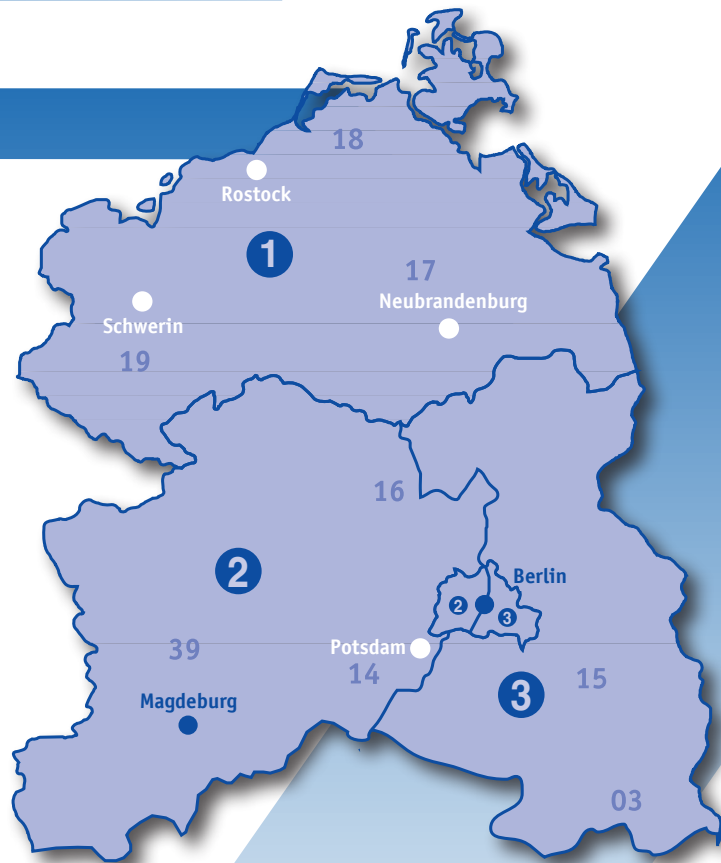 18
Rostock
1
17
Neubrandenburg
Schwerin
19
16
2
Berlin
2
3
39
Potsdam
14
15
3
Magdeburg
03